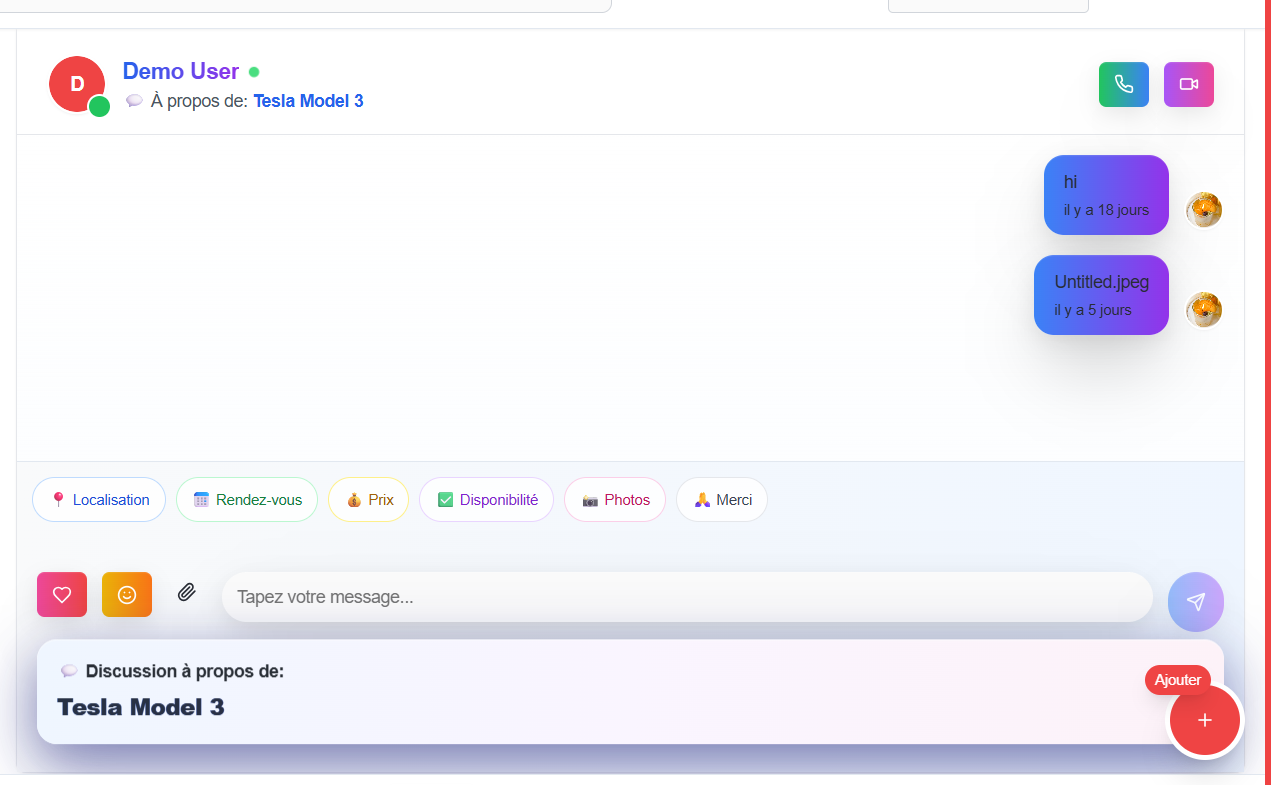 D
Demo User
💬 À propos de: Tesla Model 3
hi
il y a 18 jours
Untitled.jpeg
il y a 5 jours
📍 Localisation
📅 Rendez-vous
💰 Prix
✅ Disponibilité
📷 Photos
🙏 Merci
Tapez votre message...
💬 Discussion à propos de:
Tesla Model 3
Ajouter
+